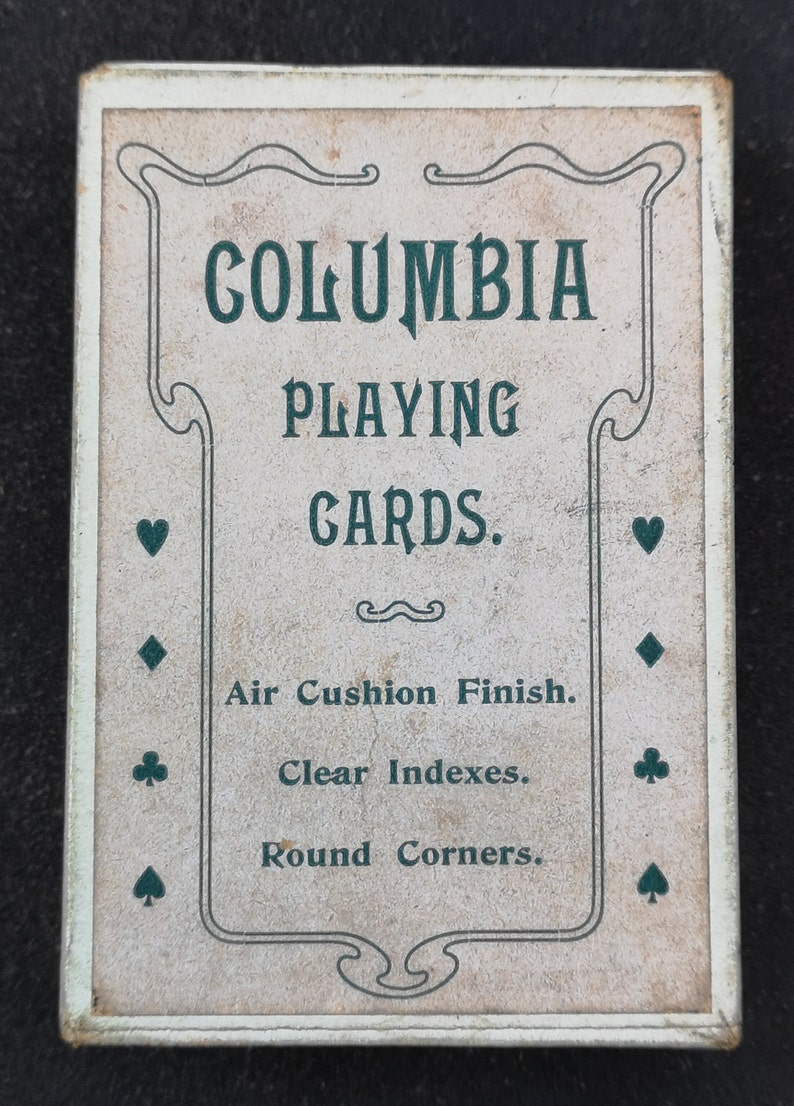 COLUMBIA
PLAYING
CARDS.
Air Cushion Finish.
Clear Indexes.
Round Corners.